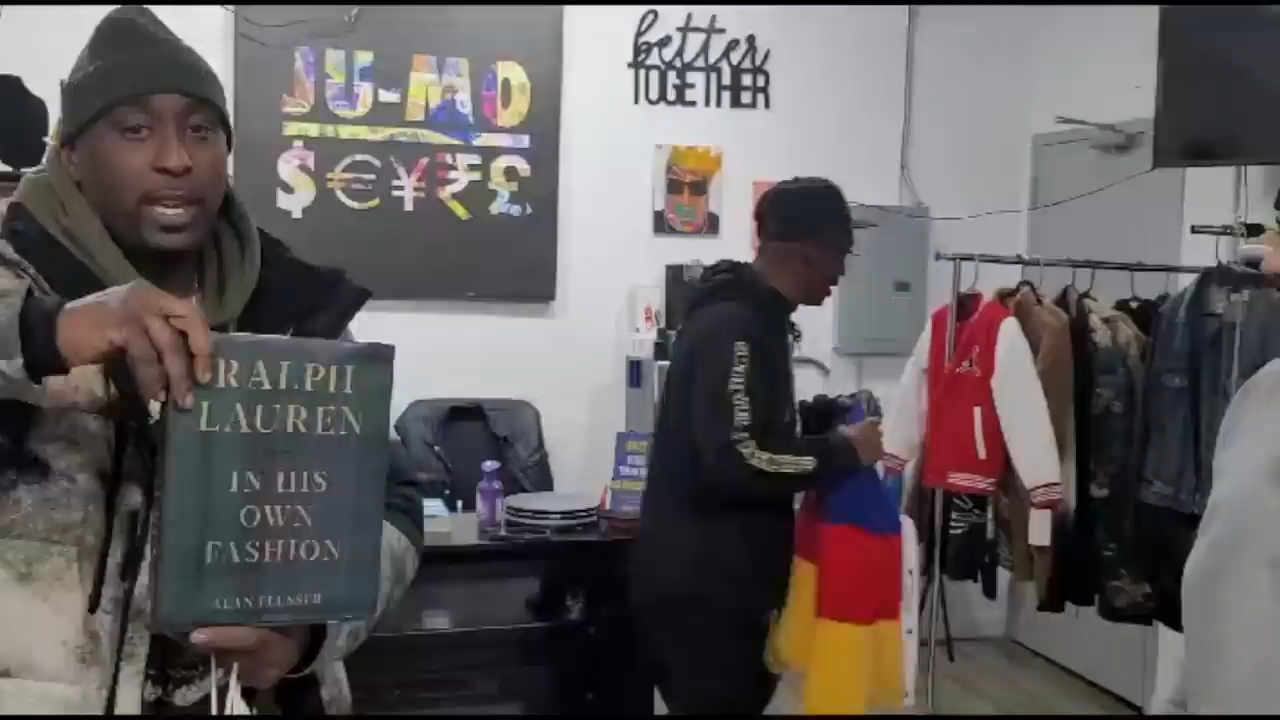 JU-MO
$€¥₹£
better
TOGETHER
RALPH
LAUREN
IN HIS
OWN
FASHION
ALAN FLUSSER